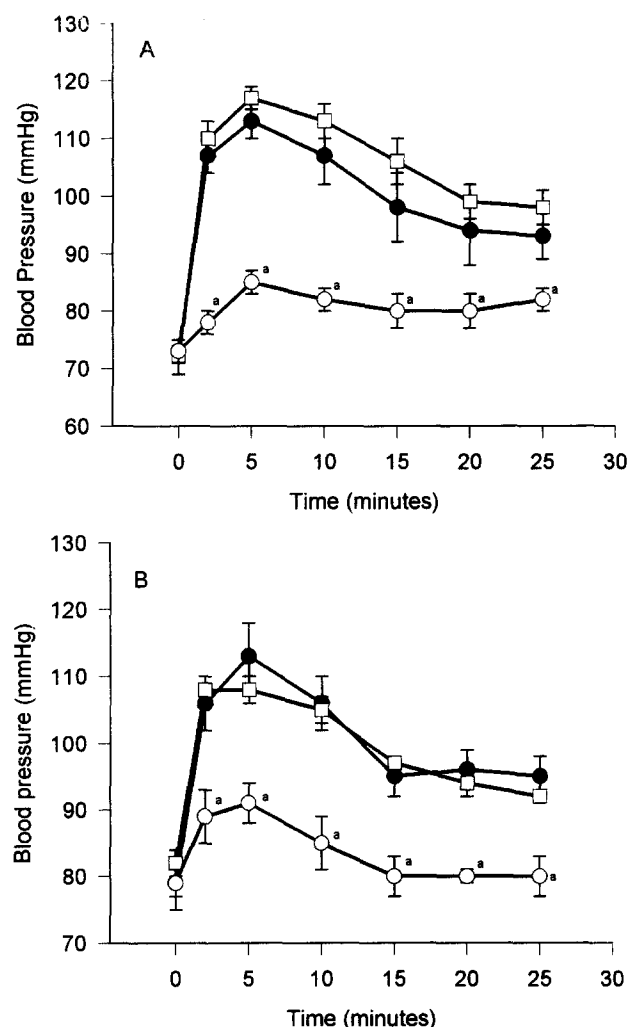 A
Blood Pressure (mmHg)
130
120
110
100
90
80
70
60
a
a
a
a
a
a
0 5 10 15 20 25 30
Time (minutes)
B
Blood pressure (mmHg)
130
120
110
100
90
80
70
a
a
a
a
a
a
0 5 10 15 20 25 30
Time (minutes)